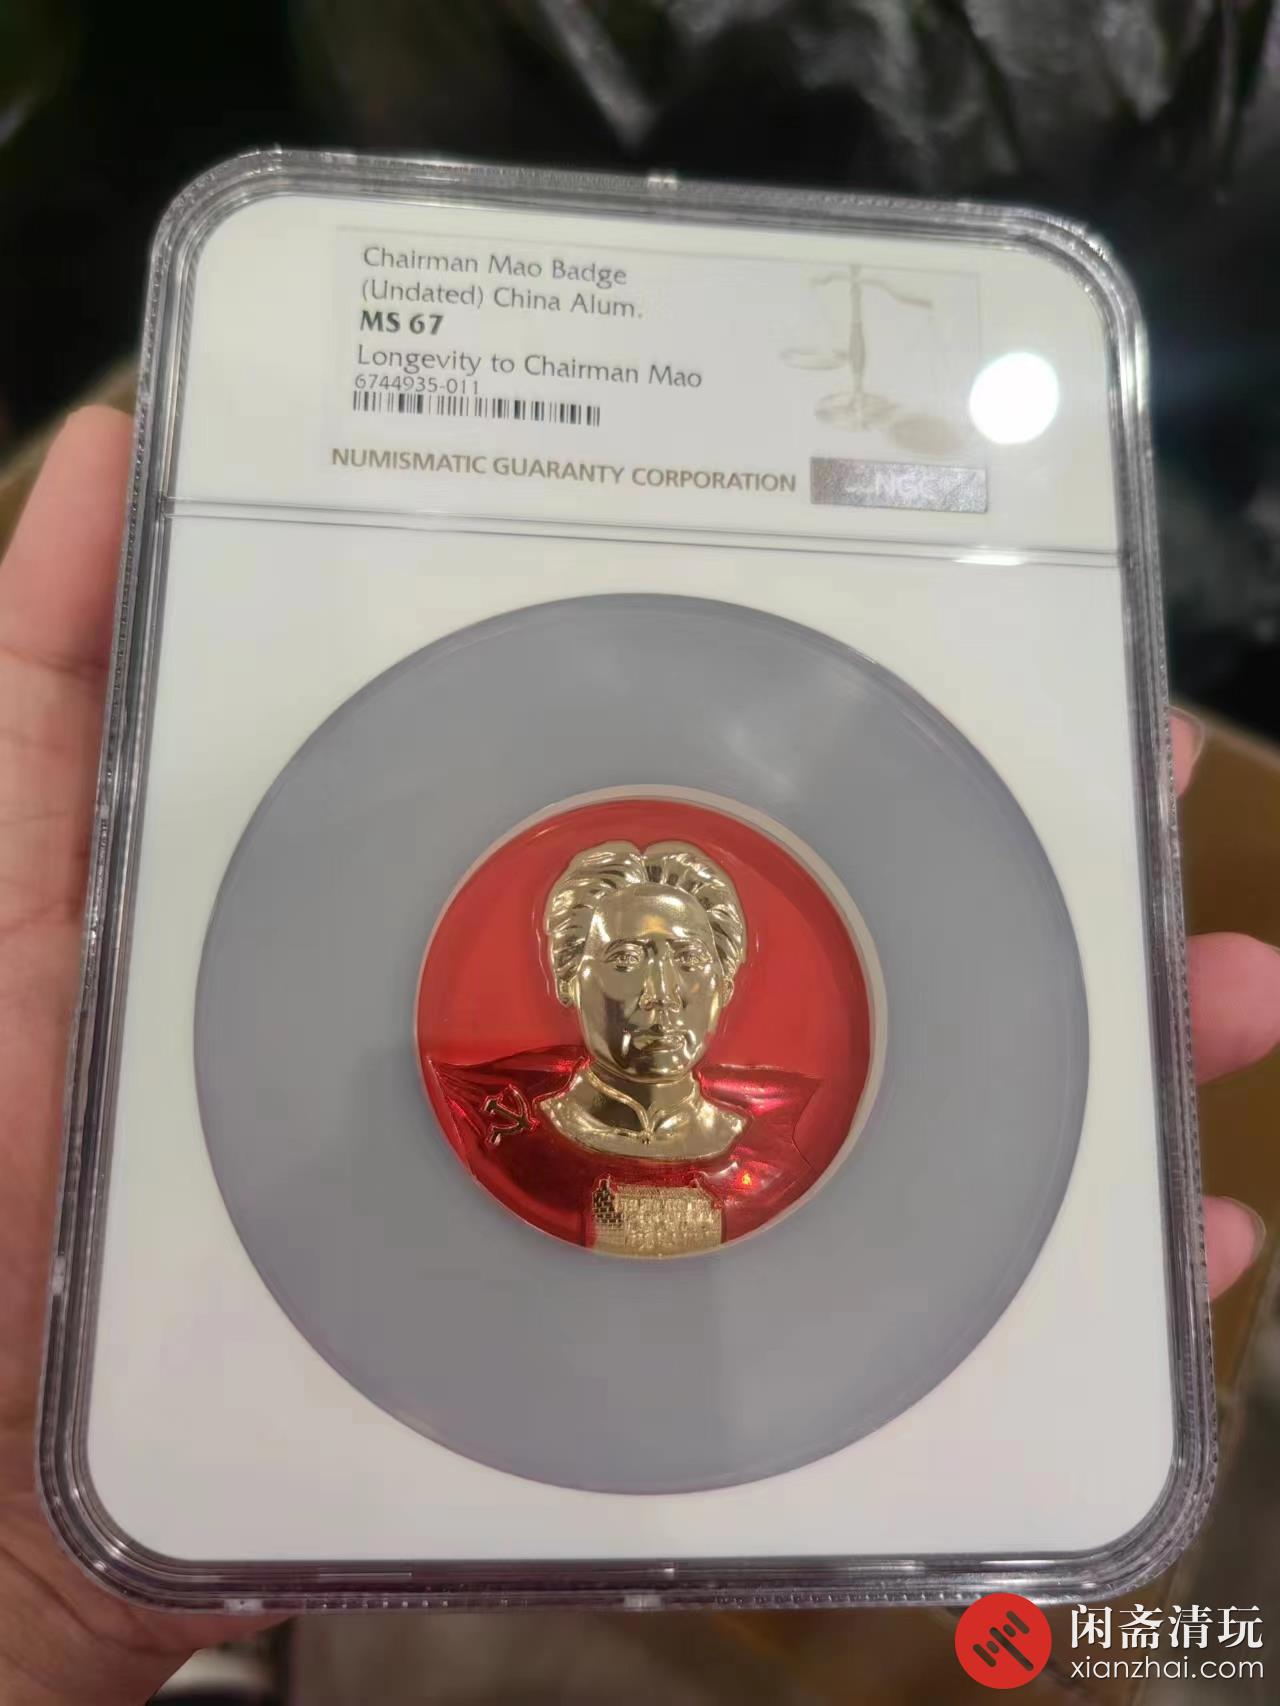 Chairman Mao Badge
(Undated) China Alum.
MS 67
Longevity to Chairman Mao
6744935-011
NUMISMATIC GUARANTY CORPORATION
NGC
闲斋清玩
xianzhai.com